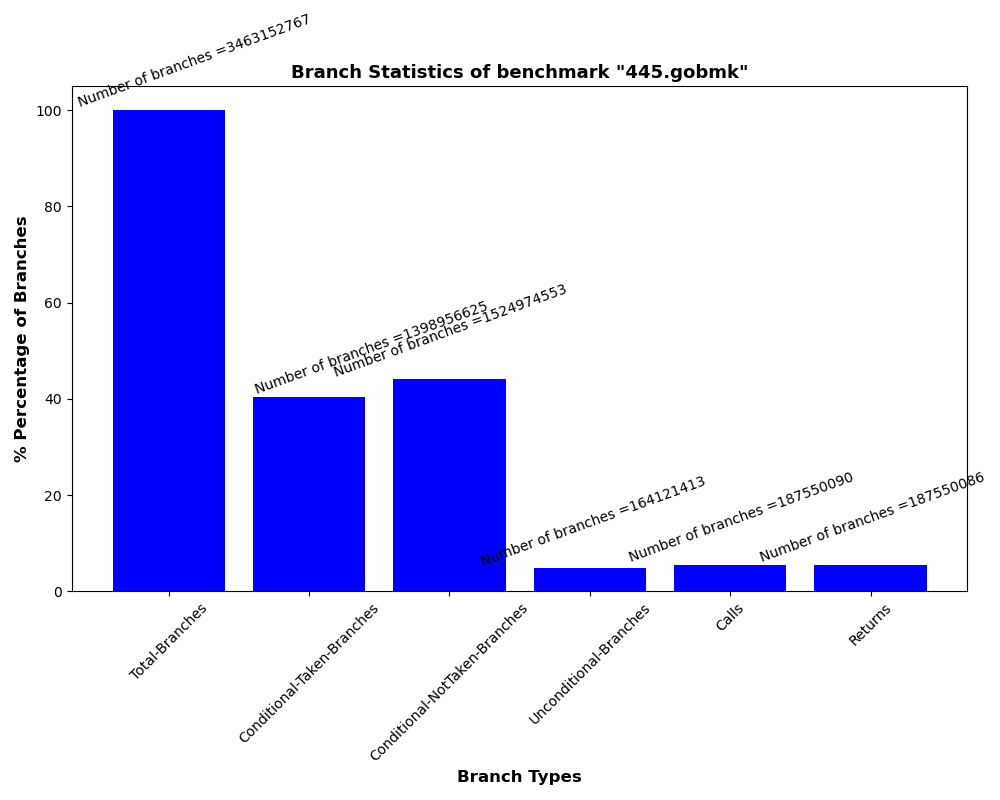 Number of branches =3463152767
Branch Statistics of benchmark "445.gobmk"
% Percentage of Branches
100
80
60
40
20
0
Number of branches =1398956625
Number of branches =1524974553
Number of branches =164121413
Number of branches =187550090
Number of branches =187550086
Total-Branches
Conditional-Taken-Branches
Conditional-NotTaken-Branches
Unconditional-Branches
Calls
Returns
Branch Types